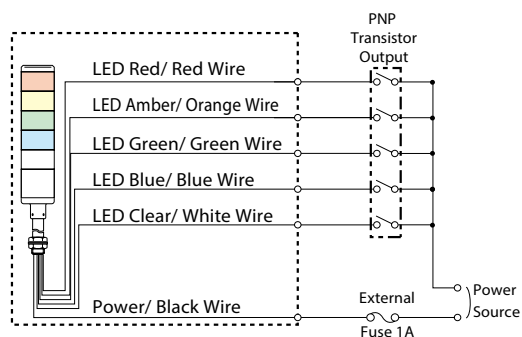 PNP
Transistor
Output
LED Red/ Red Wire
LED Amber/ Orange Wire
LED Green/ Green Wire
LED Blue/ Blue Wire
LED Clear/ White Wire
Power/ Black Wire
External
Fuse 1A
Power
Source